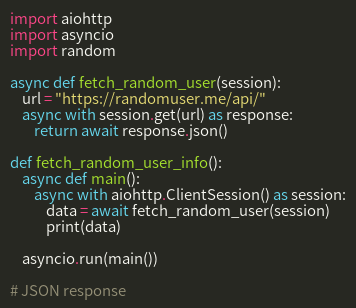 import aiohttp
import asyncio
import random

async def fetch_random_user(session):
    url = "https://randomuser.me/api/"
    async with session.get(url) as response:
        return await response.json()

def fetch_random_user_info():
    async def main():
        async with aiohttp.ClientSession() as session:
            data = await fetch_random_user(session)
            print(data)

    asyncio.run(main())

# JSON response